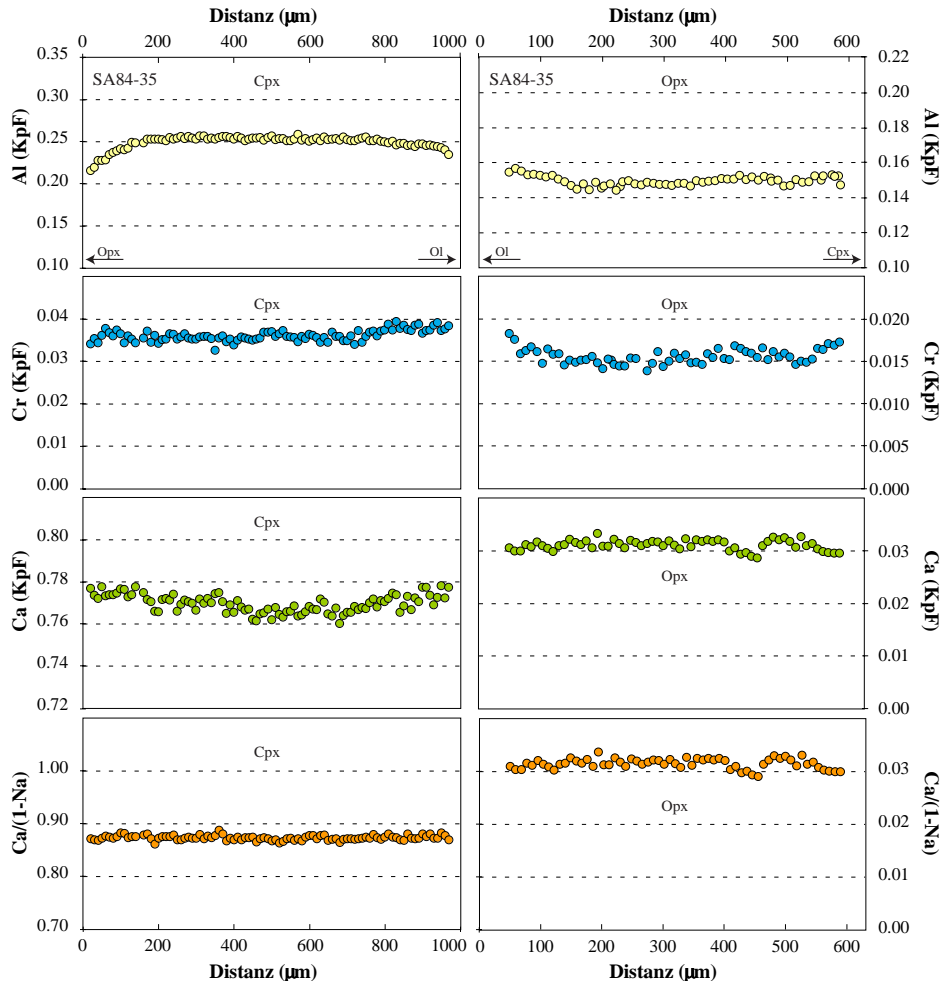 Distanz (µm)
Distanz (µm)
0 200 400 600 800 1000
0 100 200 300 400 500 600
SA84-35
Cpx
SA84-35
Opx
Al (KpF)
0.35
0.30
0.25
0.20
0.15
0.10
Opx
Ol
Ol
Cpx
0.22
0.20
0.18
0.16
0.14
0.12
0.10
Al (KpF)
Cr (KpF)
0.04
0.03
0.02
0.01
0.00
Cpx
Opx
0.020
0.015
0.010
0.005
0.000
Cr (KpF)
Ca (KpF)
0.80
0.78
0.76
0.74
0.72
Cpx
Opx
0.03
0.02
0.01
0.00
Ca (KpF)
Ca/(1-Na)
1.00
0.90
0.80
0.70
Cpx
Opx
0.03
0.02
0.01
0.00
Ca/(1-Na)
0 200 400 600 800 1000
0 100 200 300 400 500 600
Distanz (µm)
Distanz (µm)